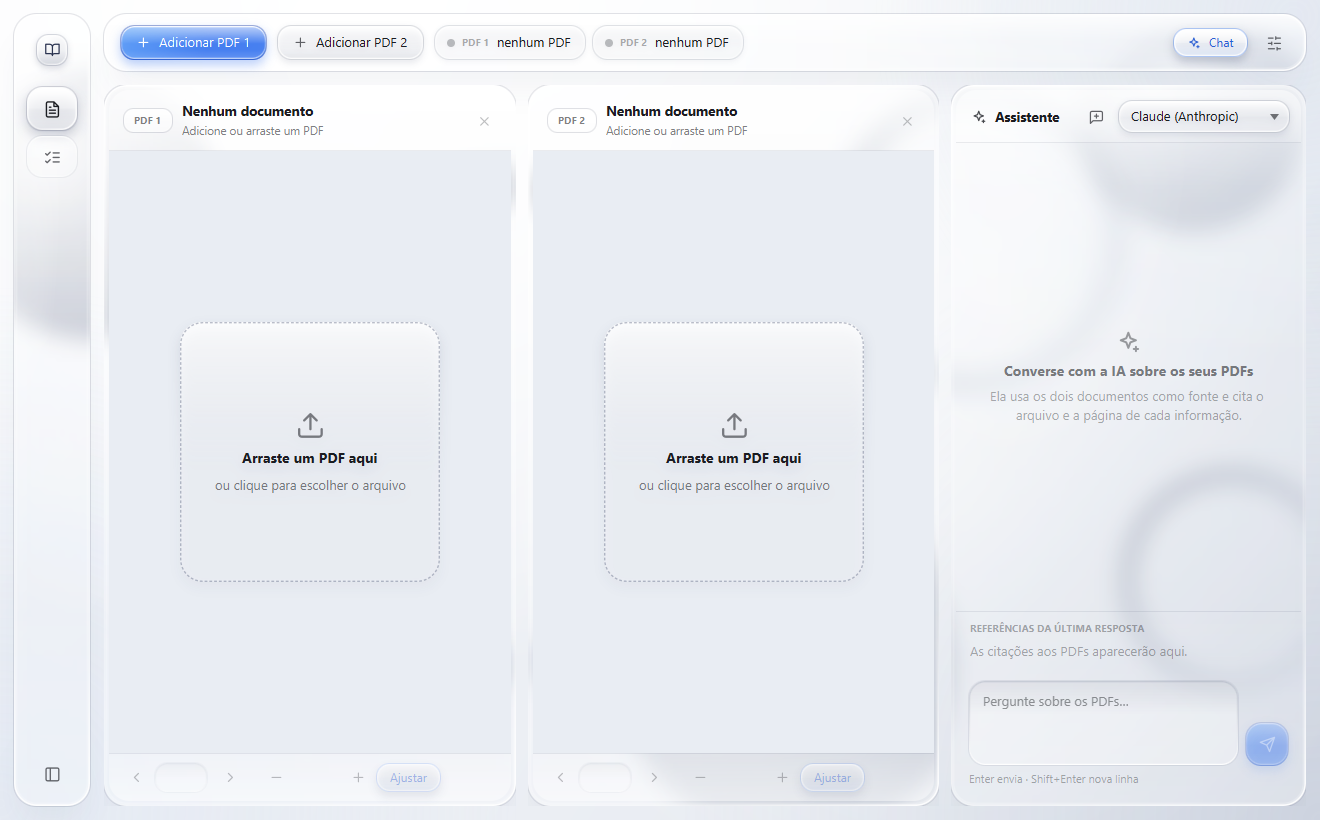 Adicionar PDF 1
Adicionar PDF 2
PDF 1 nenhum PDF
PDF 2 nenhum PDF
Chat
PDF 1
Nenhum documento
Adicione ou arraste um PDF
Arraste um PDF aqui
ou clique para escolher o arquivo
Ajustar
PDF 2
Nenhum documento
Adicione ou arraste um PDF
Arraste um PDF aqui
ou clique para escolher o arquivo
Ajustar
Assistente
Claude (Anthropic)
Converse com a IA sobre os seus PDFs
Ela usa os dois documentos como fonte e cita o
arquivo e a página de cada informação.
REFERÊNCIAS DA ÚLTIMA RESPOSTA
As citações aos PDFs aparecerão aqui.
Pergunte sobre os PDFs...
Enter envia · Shift+Enter nova linha